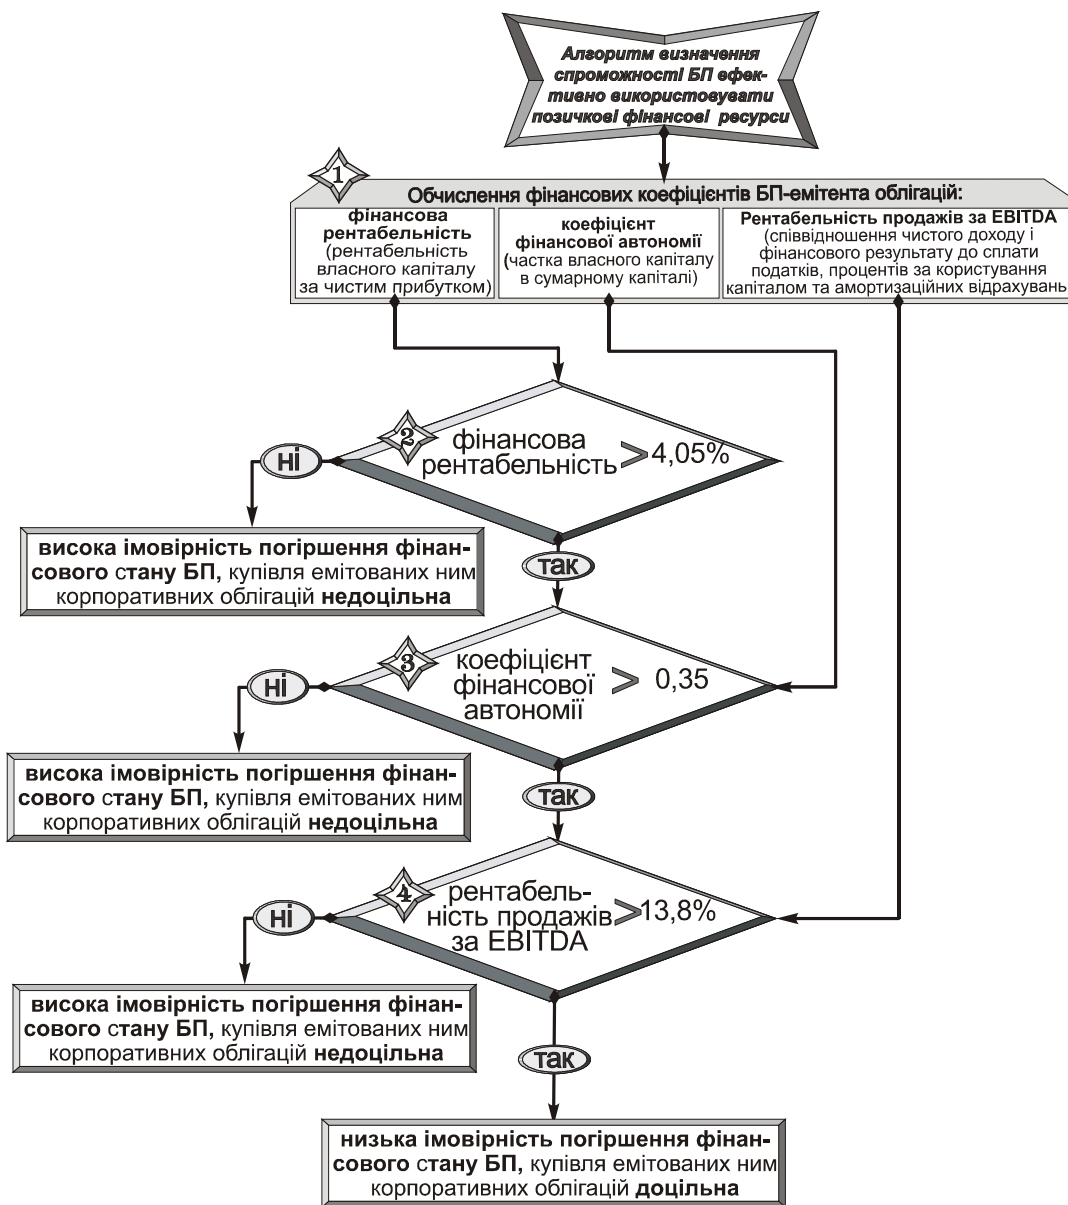 Алгоритм визначення
спроможності БП ефек-
тивно використовувати
позичкові фінансові ресурси
1
Обчислення фінансових коефіцієнтів БП-емітента облігацій:
фінансова
рентабельність
(рентабельність
власного капіталу
за чистим прибутком)
коефіцієнт
фінансової автономії
(частка власного капіталу
в сумарному капіталі)
Рентабельність продажів за EBITDA
(співвідношення чистого доходу і
фінансового результату до сплати
податків, процентів за користування
капіталом та амортизаційних відрахувань
2
фінансова
рентабельність > 4,05%
ні
висока імовірність погіршення фінан-
сового стану БП, купівля емітованих ним
корпоративних облігацій недоцільна
так
3
коефіцієнт
фінансової > 0,35
автономії
ні
висока імовірність погіршення фінан-
сового стану БП, купівля емітованих ним
корпоративних облігацій недоцільна
так
4
рентабель-
ність продажів >13,8%
за EBITDA
ні
висока імовірність погіршення фінан-
сового стану БП, купівля емітованих ним
корпоративних облігацій недоцільна
так
низька імовірність погіршення фінан-
сового стану БП, купівля емітованих ним
корпоративних облігацій доцільна